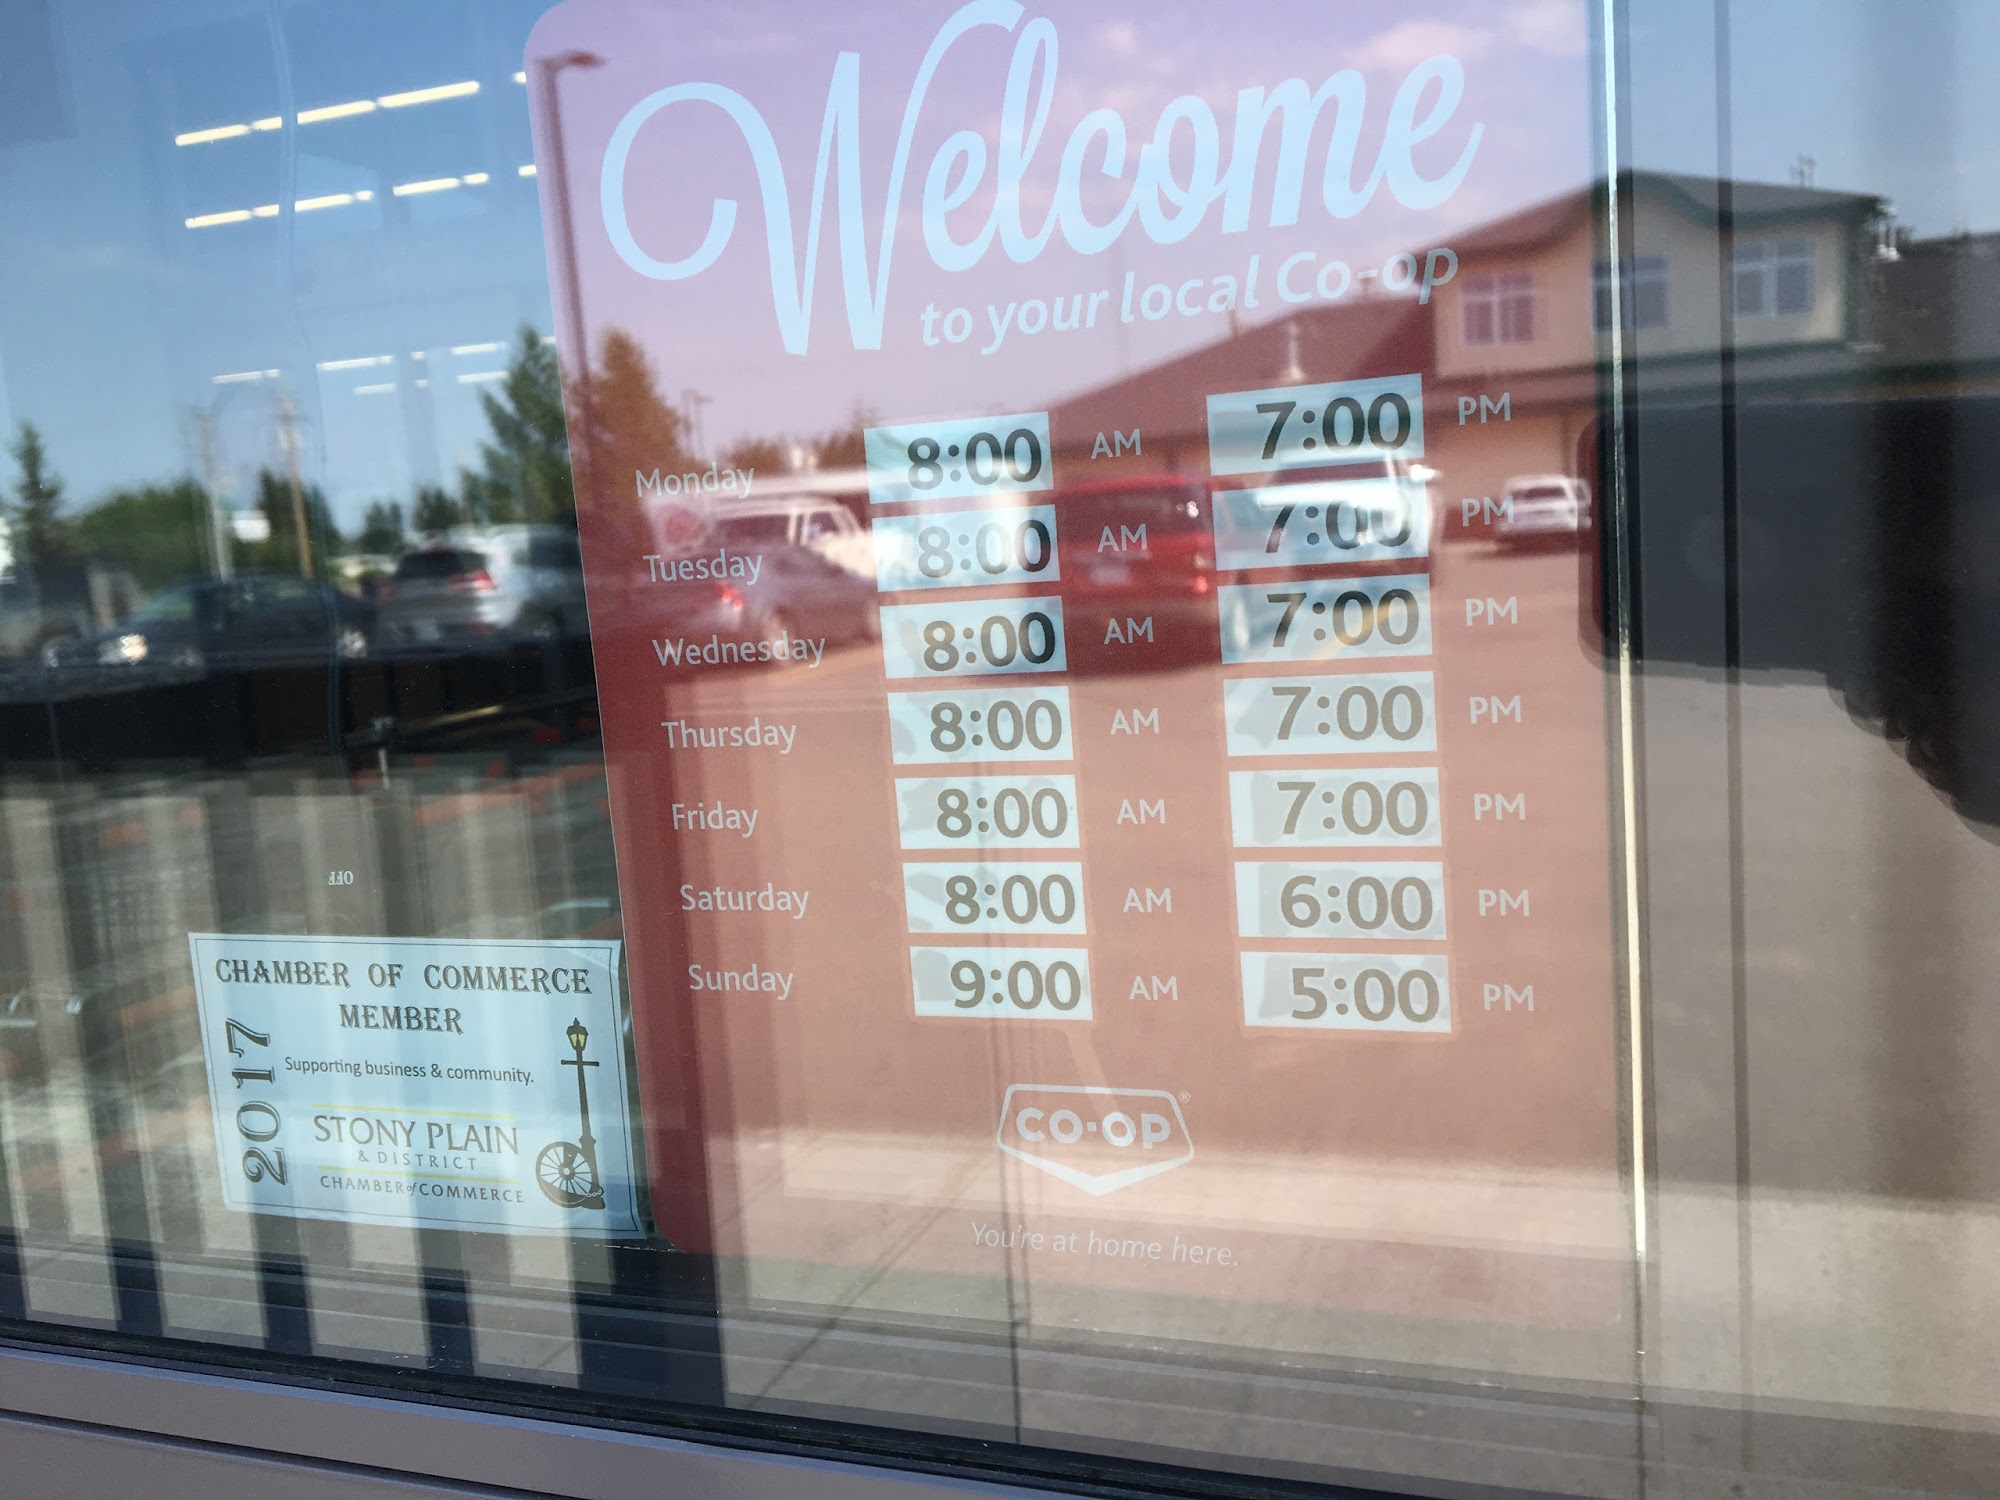 Welcome
to your local Co-op
Monday 8:00 AM 7:00 PM
Tuesday 8:00 AM 7:00 PM
Wednesday 8:00 AM 7:00 PM
Thursday 8:00 AM 7:00 PM
Friday 8:00 AM 7:00 PM
Saturday 8:00 AM 6:00 PM
Sunday 9:00 AM 5:00 PM
CO-OP®
You're at home here.
OFF
CHAMBER OF COMMERCE
MEMBER
2017
Supporting business & community.
STONY PLAIN
& DISTRICT
CHAMBER of COMMERCE